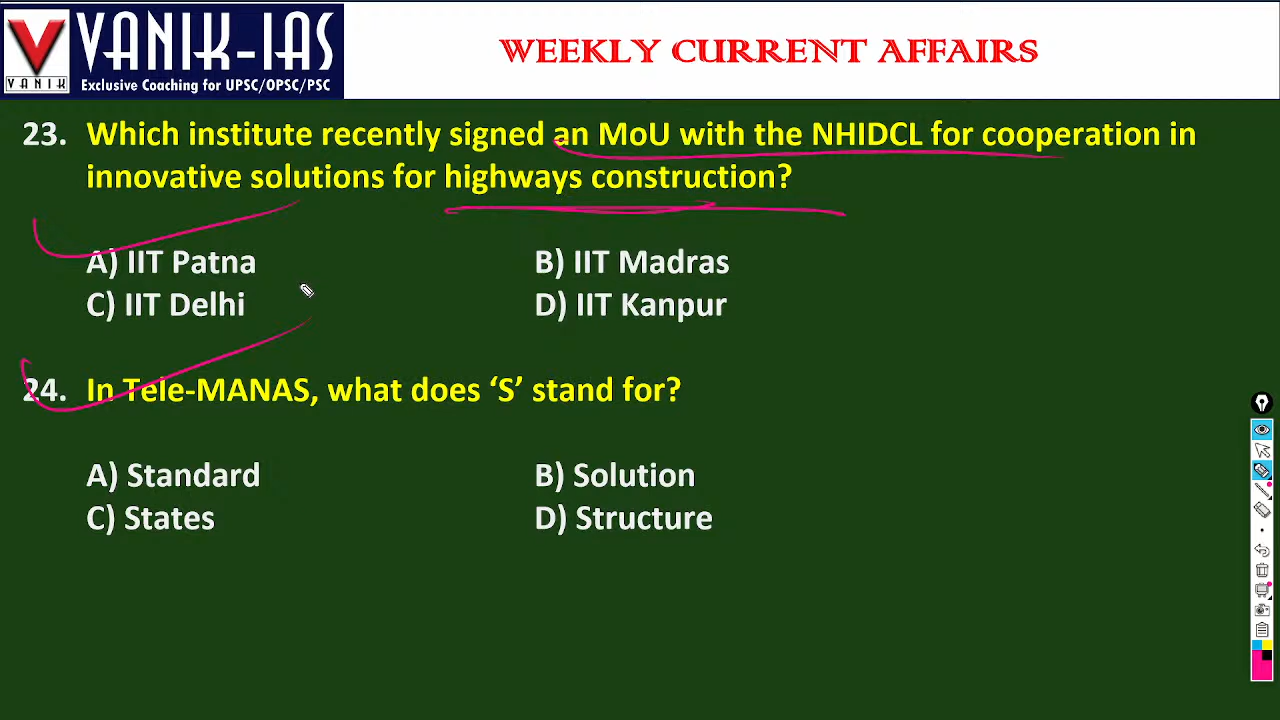 VANIK-IAS
VANIK
Exclusive Coaching for UPSC/OPSC/PSC
WEEKLY CURRENT AFFAIRS
23. Which institute recently signed an MoU with the NHIDCL for cooperation in
innovative solutions for highways construction?
A) IIT Patna B) IIT Madras
C) IIT Delhi D) IIT Kanpur
24. In Tele-MANAS, what does ‘S’ stand for?
A) Standard B) Solution
C) States D) Structure